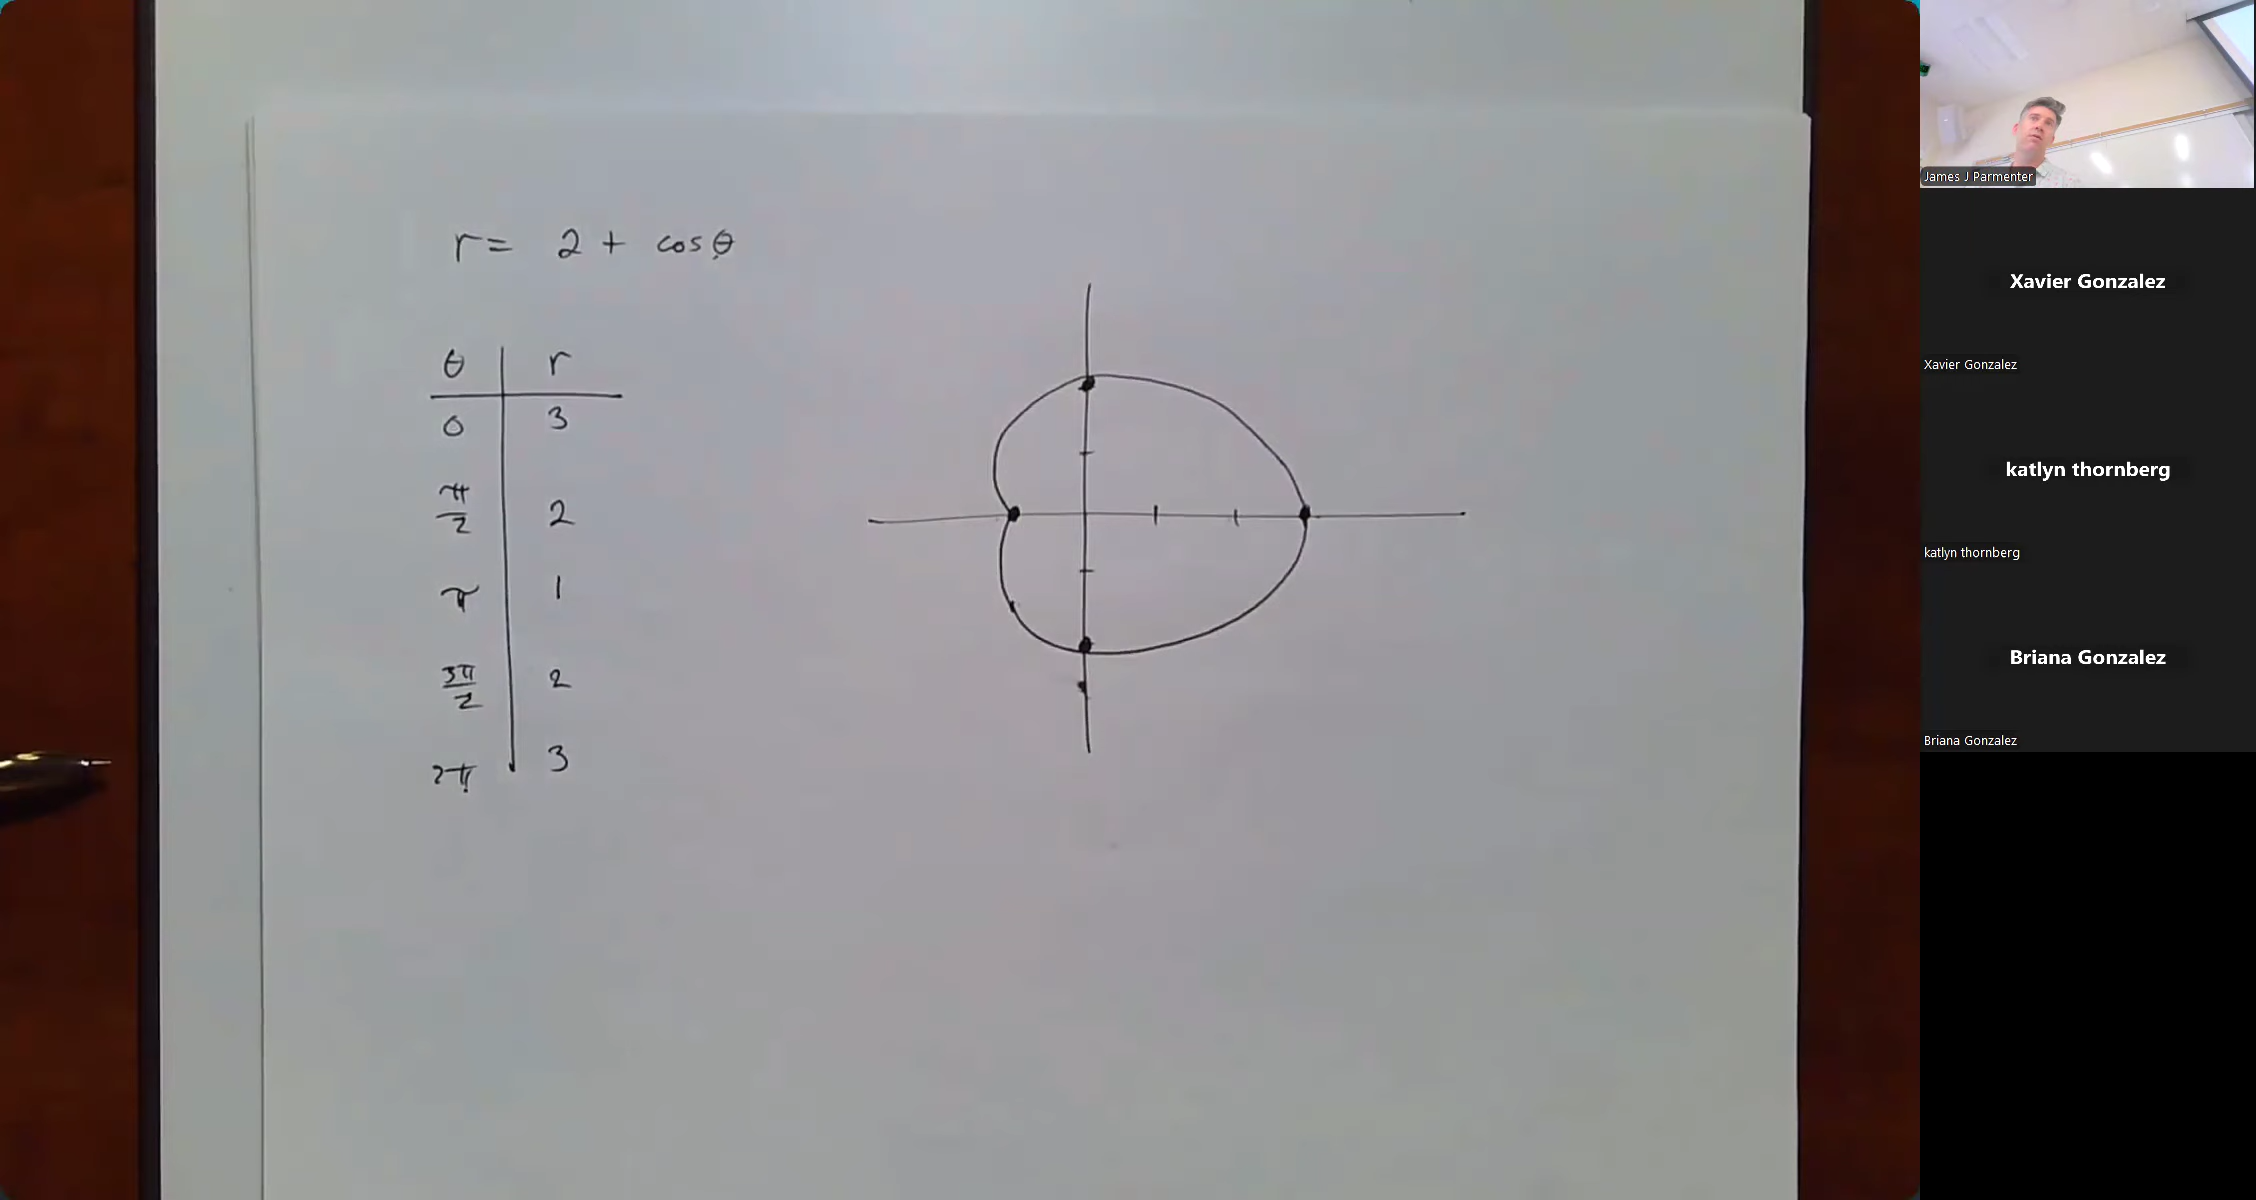 r = 2 + cos θ
θ r
0 3
π/2 2
π 1
3π/2 2
2π 3
James J Parmenter
Xavier Gonzalez
Xavier Gonzalez
katlyn thornberg
katlyn thornberg
Briana Gonzalez
Briana Gonzalez